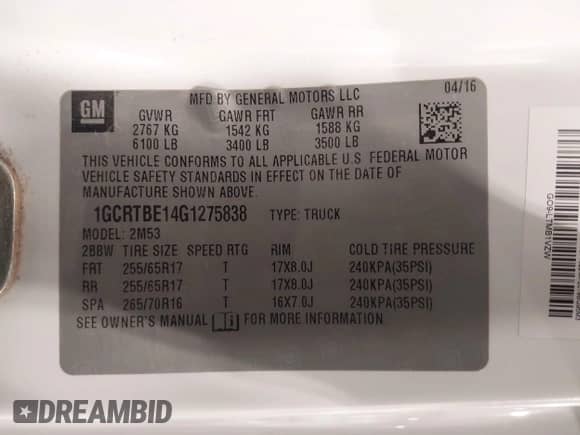 GM
MFD BY GENERAL MOTORS LLC 04/16
GVWR GAWR FRT GAWR RR
2767 KG 1542 KG 1588 KG
6100 LB 3400 LB 3500 LB
THIS VEHICLE CONFORMS TO ALL APPLICABLE U.S. FEDERAL MOTOR
VEHICLE SAFETY STANDARDS IN EFFECT ON THE DATE OF
MANUFACTURE SHOWN ABOVE.
1GCRTBE14G1275838 TYPE: TRUCK
MODEL: 2M53
2BBW TIRE SIZE SPEED RTG RIM COLD TIRE PRESSURE
FRT 255/65R17 T 17X8.0J 240KPA(35PSI)
RR 255/65R17 T 17X8.0J 240KPA(35PSI)
SPA 265/70R16 T 16X7.0J 240KPA(35PSI)
SEE OWNER'S MANUAL FOR MORE INFORMATION
DREAMBID